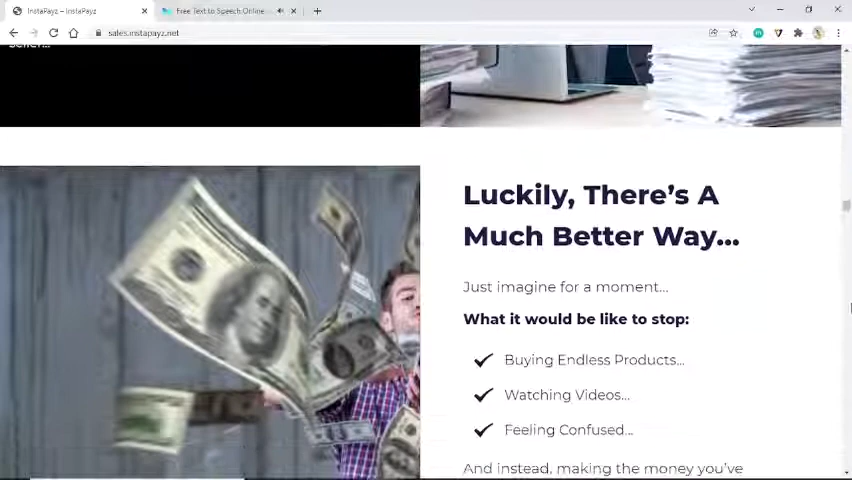 InstaPayz – InstaPayz
Free Text to Speech Online
sales.instapayz.net
Luckily, There's A
Much Better Way...
Just imagine for a moment...
What it would be like to stop:
Buying Endless Products...
Watching Videos...
Feeling Confused...
And instead, making the money you've